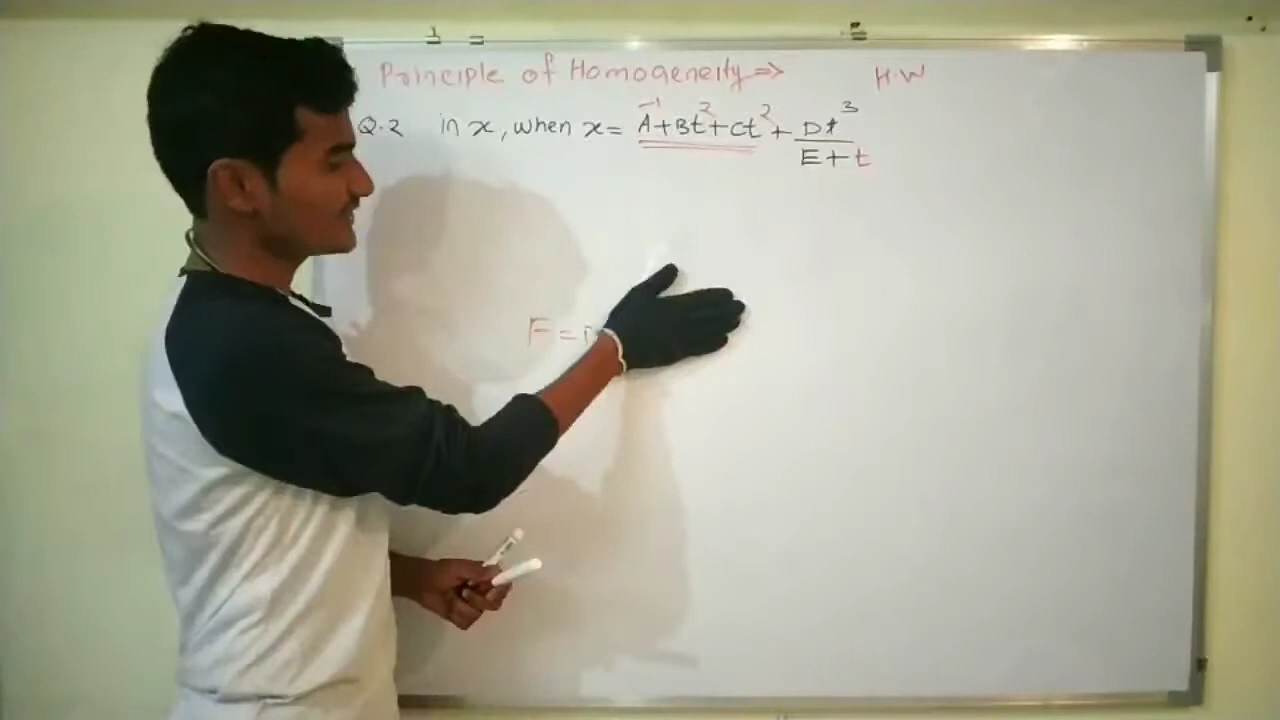 Principle of Homogeneity ⇒ H.W
Q.2 in x, when x = A⁻¹ + Bt² + Ct² + Dt³/E+t
F =